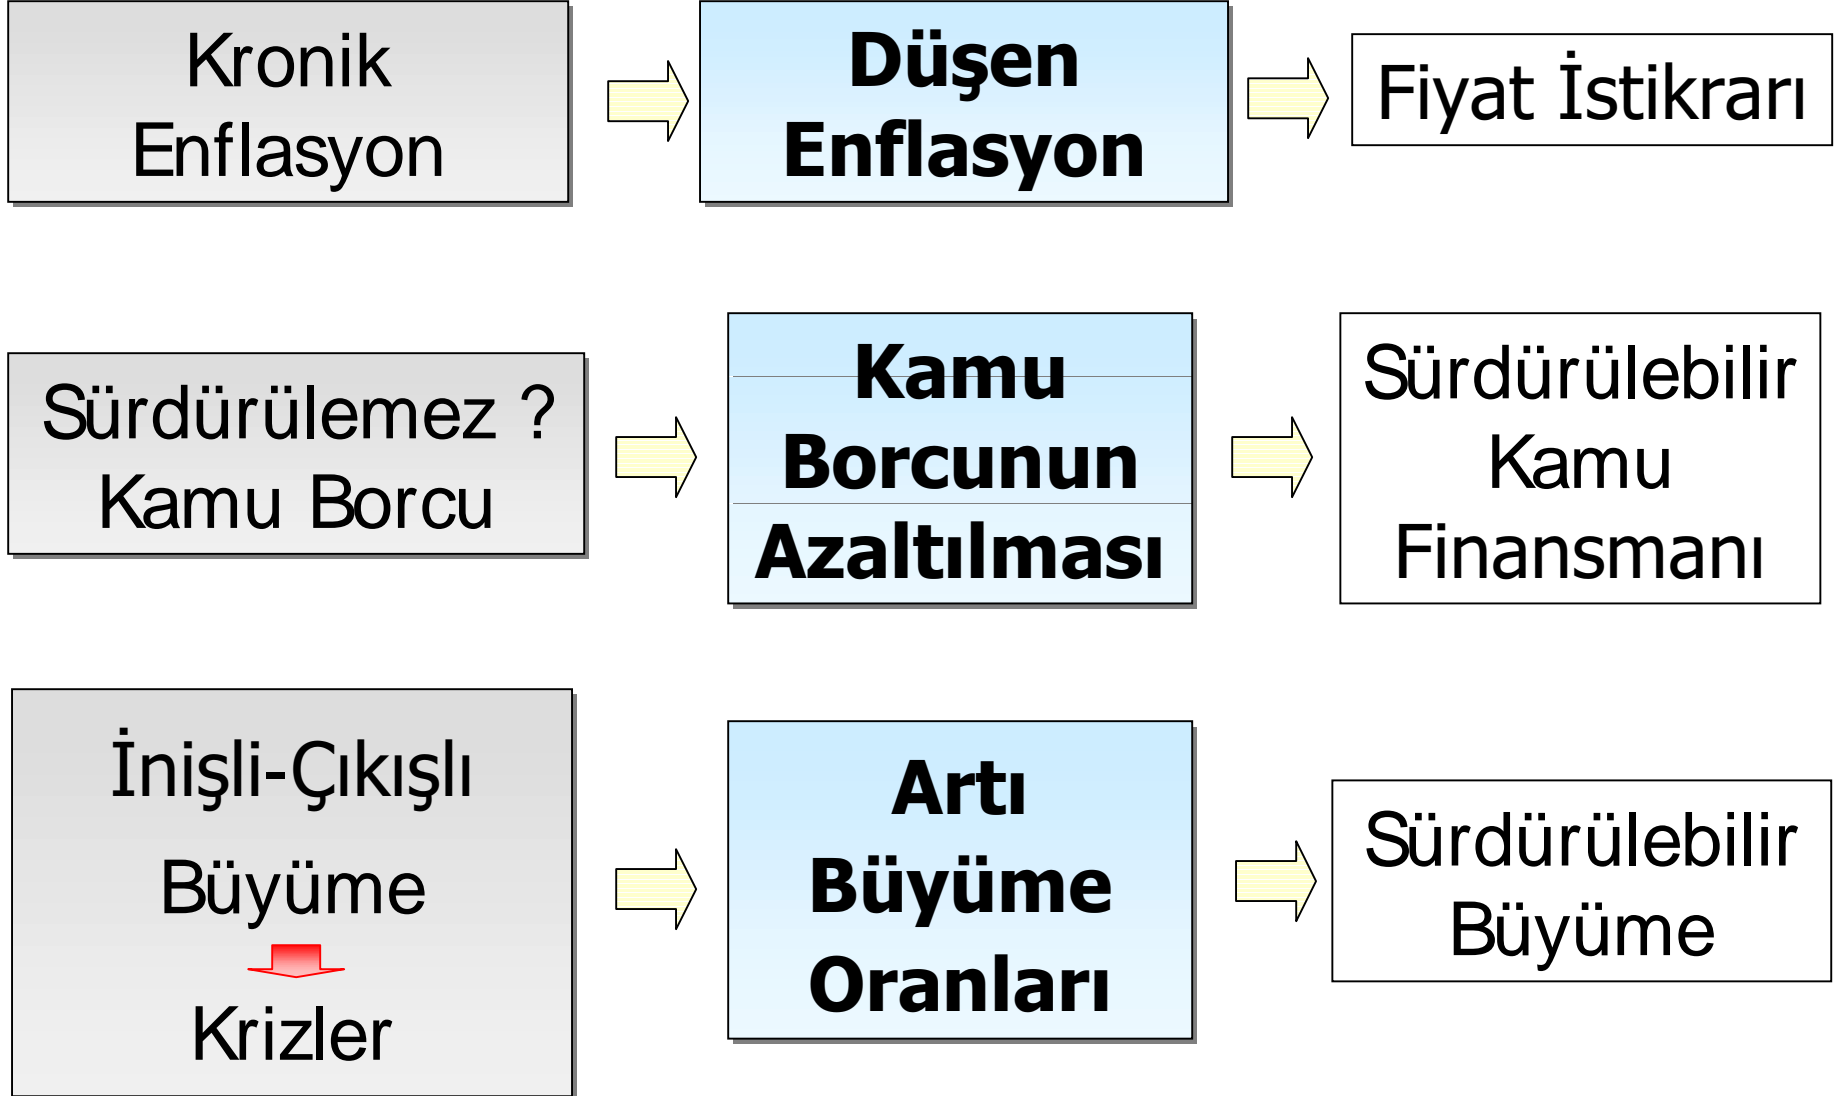 Kronik
Enflasyon
Düşen
Enflasyon
Fiyat İstikrarı
Sürdürülemez ?
Kamu Borcu
Kamu
Borcunun
Azaltılması
Sürdürülebilir
Kamu
Finansmanı
İnişli-Çıkışlı
Büyüme
Krizler
Artı
Büyüme
Oranları
Sürdürülebilir
Büyüme